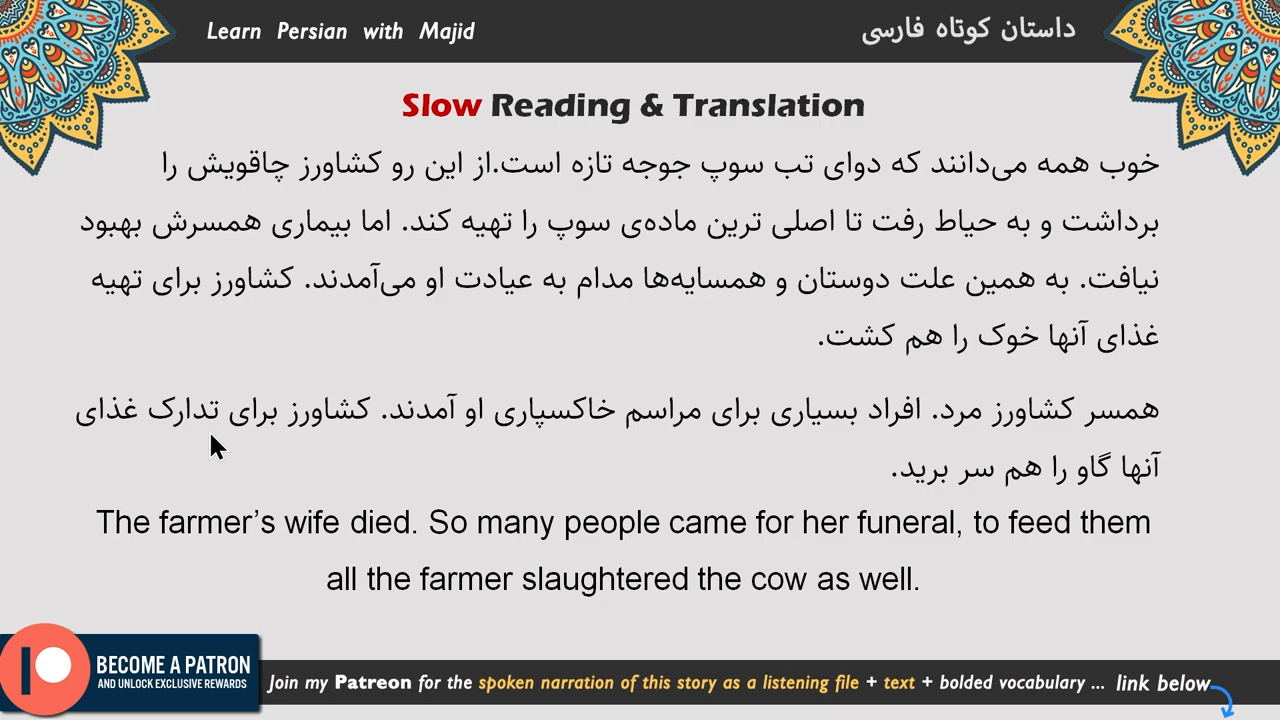 Learn Persian with Majid
داستان کوتاه فارسی
Slow Reading & Translation
خوب همه می‌دانند که دوای تب سوپ جوجه تازه است.از این رو کشاورز چاقویش را
برداشت و به حیاط رفت تا اصلی ترین ماده‌ی سوپ را تهیه کند. اما بیماری همسرش بهبود
نیافت. به همین علت دوستان و همسایه‌ها مدام به عیادت او می‌آمدند. کشاورز برای تهیه
غذای آنها خوک را هم کشت.
همسر کشاورز مرد. افراد بسیاری برای مراسم خاکسپاری او آمدند. کشاورز برای تدارک غذای
آنها گاو را هم سر برید.
The farmer’s wife died. So many people came for her funeral, to feed them
all the farmer slaughtered the cow as well.
BECOME A PATRON
AND UNLOCK EXCLUSIVE REWARDS
Join my Patreon for the spoken narration of this story as a listening file + text + bolded vocabulary ... link below